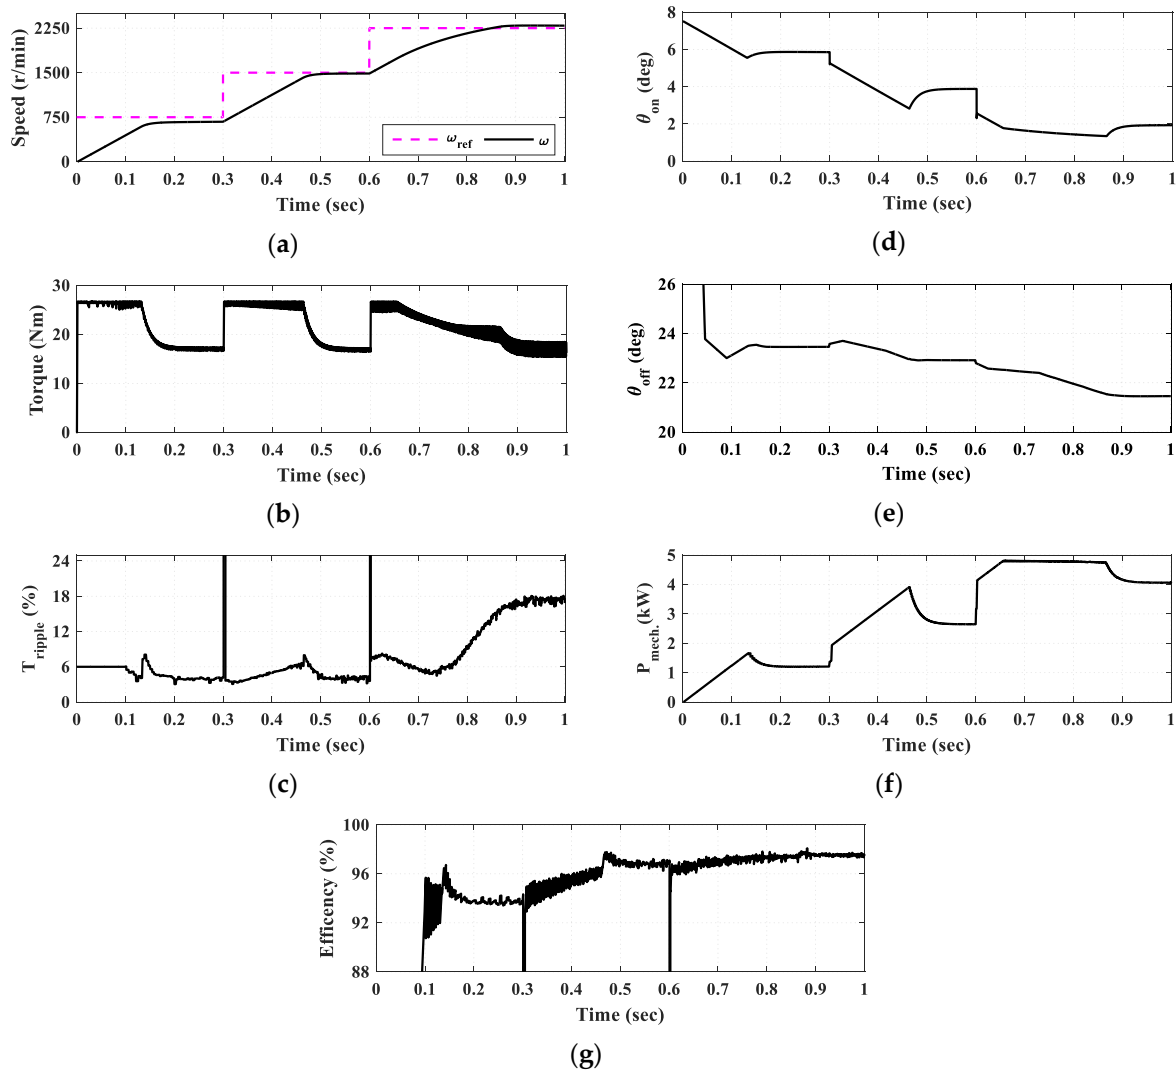 2250
1500
750
0
Speed (r/min)
ω_ref ω
0 0.1 0.2 0.3 0.4 0.5 0.6 0.7 0.8 0.9 1
Time (sec)
(a)
8
6
4
2
0
θ_on (deg)
0 0.1 0.2 0.3 0.4 0.5 0.6 0.7 0.8 0.9 1
Time (sec)
(d)
30
20
10
0
Torque (Nm)
0 0.1 0.2 0.3 0.4 0.5 0.6 0.7 0.8 0.9 1
Time (sec)
(b)
26
24
22
20
θ_off (deg)
0 0.1 0.2 0.3 0.4 0.5 0.6 0.7 0.8 0.9 1
Time (sec)
(e)
24
18
12
6
0
T_ripple (%)
0 0.1 0.2 0.3 0.4 0.5 0.6 0.7 0.8 0.9 1
Time (sec)
(c)
5
4
3
2
1
0
P_mech. (kW)
0 0.1 0.2 0.3 0.4 0.5 0.6 0.7 0.8 0.9 1
Time (sec)
(f)
100
96
92
88
Efficency (%)
0 0.1 0.2 0.3 0.4 0.5 0.6 0.7 0.8 0.9 1
Time (sec)
(g)